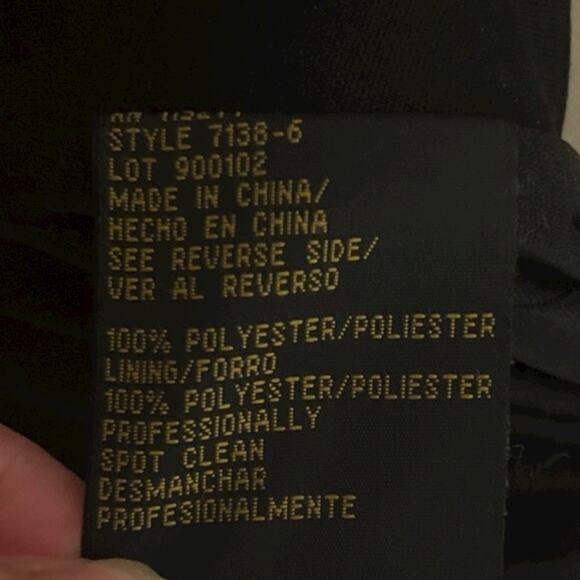 STYLE 7138-6
LOT 900102
MADE IN CHINA/
HECHO EN CHINA
SEE REVERSE SIDE/
VER AL REVERSO
100% POLYESTER/POLIESTER
LINING/FORRO
100% POLYESTER/POLIESTER
PROFESSIONALLY
SPOT CLEAN
DESMANCHAR
PROFESIONALMENTE